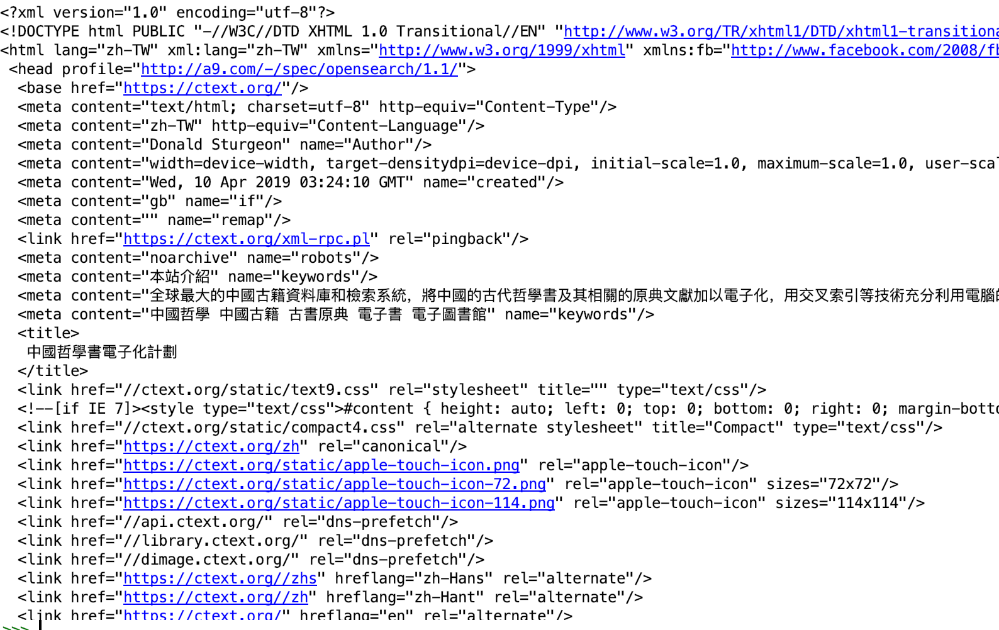 <?xml version="1.0" encoding="utf-8"?>
<!DOCTYPE html PUBLIC "-//W3C//DTD XHTML 1.0 Transitional//EN" "http://www.w3.org/TR/xhtml1/DTD/xhtml1-transitiona
<html lang="zh-TW" xml:lang="zh-TW" xmlns="http://www.w3.org/1999/xhtml" xmlns:fb="http://www.facebook.com/2008/fb
 <head profile="http://a9.com/-/spec/opensearch/1.1/">
  <base href="https://ctext.org/"/>
  <meta content="text/html; charset=utf-8" http-equiv="Content-Type"/>
  <meta content="zh-TW" http-equiv="Content-Language"/>
  <meta content="Donald Sturgeon" name="Author"/>
  <meta content="width=device-width, target-densitydpi=device-dpi, initial-scale=1.0, maximum-scale=1.0, user-scal
  <meta content="Wed, 10 Apr 2019 03:24:10 GMT" name="created"/>
  <meta content="gb" name="if"/>
  <meta content="" name="remap"/>
  <link href="https://ctext.org/xml-rpc.pl" rel="pingback"/>
  <meta content="noarchive" name="robots"/>
  <meta content="本站介紹" name="keywords"/>
  <meta content="全球最大的中國古籍資料庫和檢索系統，將中國的古代哲學書及其相關的原典文獻加以電子化，用交叉索引等技術充分利用電腦的
  <meta content="中國哲學 中國古籍 古書原典 電子書 電子圖書館" name="keywords"/>
  <title>
   中國哲學書電子化計劃
  </title>
  <link href="//ctext.org/static/text9.css" rel="stylesheet" title="" type="text/css"/>
  <!--[if IE 7]><style type="text/css">#content { height: auto; left: 0; top: 0; bottom: 0; right: 0; margin-botto
  <link href="//ctext.org/static/compact4.css" rel="alternate stylesheet" title="Compact" type="text/css"/>
  <link href="https://ctext.org/zh" rel="canonical"/>
  <link href="https://ctext.org/static/apple-touch-icon.png" rel="apple-touch-icon"/>
  <link href="https://ctext.org/static/apple-touch-icon-72.png" rel="apple-touch-icon" sizes="72x72"/>
  <link href="https://ctext.org/static/apple-touch-icon-114.png" rel="apple-touch-icon" sizes="114x114"/>
  <link href="//api.ctext.org/" rel="dns-prefetch"/>
  <link href="//library.ctext.org/" rel="dns-prefetch"/>
  <link href="//dimage.ctext.org/" rel="dns-prefetch"/>
  <link href="https://ctext.org//zhs" hreflang="zh-Hans" rel="alternate"/>
  <link href="https://ctext.org//zh" hreflang="zh-Hant" rel="alternate"/>
  <link href="https://ctext.org/" hreflang="en" rel="alternate"/>
>>>